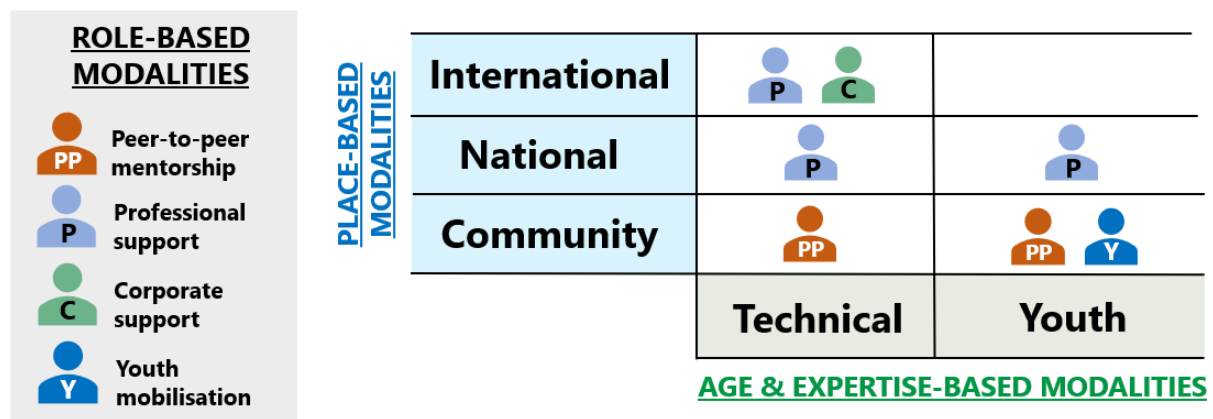 ROLE-BASED
MODALITIES
PP
Peer-to-peer
mentorship
P
Professional
support
C
Corporate
support
Y
Youth
mobilisation
PLACE-BASED
MODALITIES
International
P C
National
P P
Community
PP PP Y
Technical Youth
AGE & EXPERTISE-BASED MODALITIES